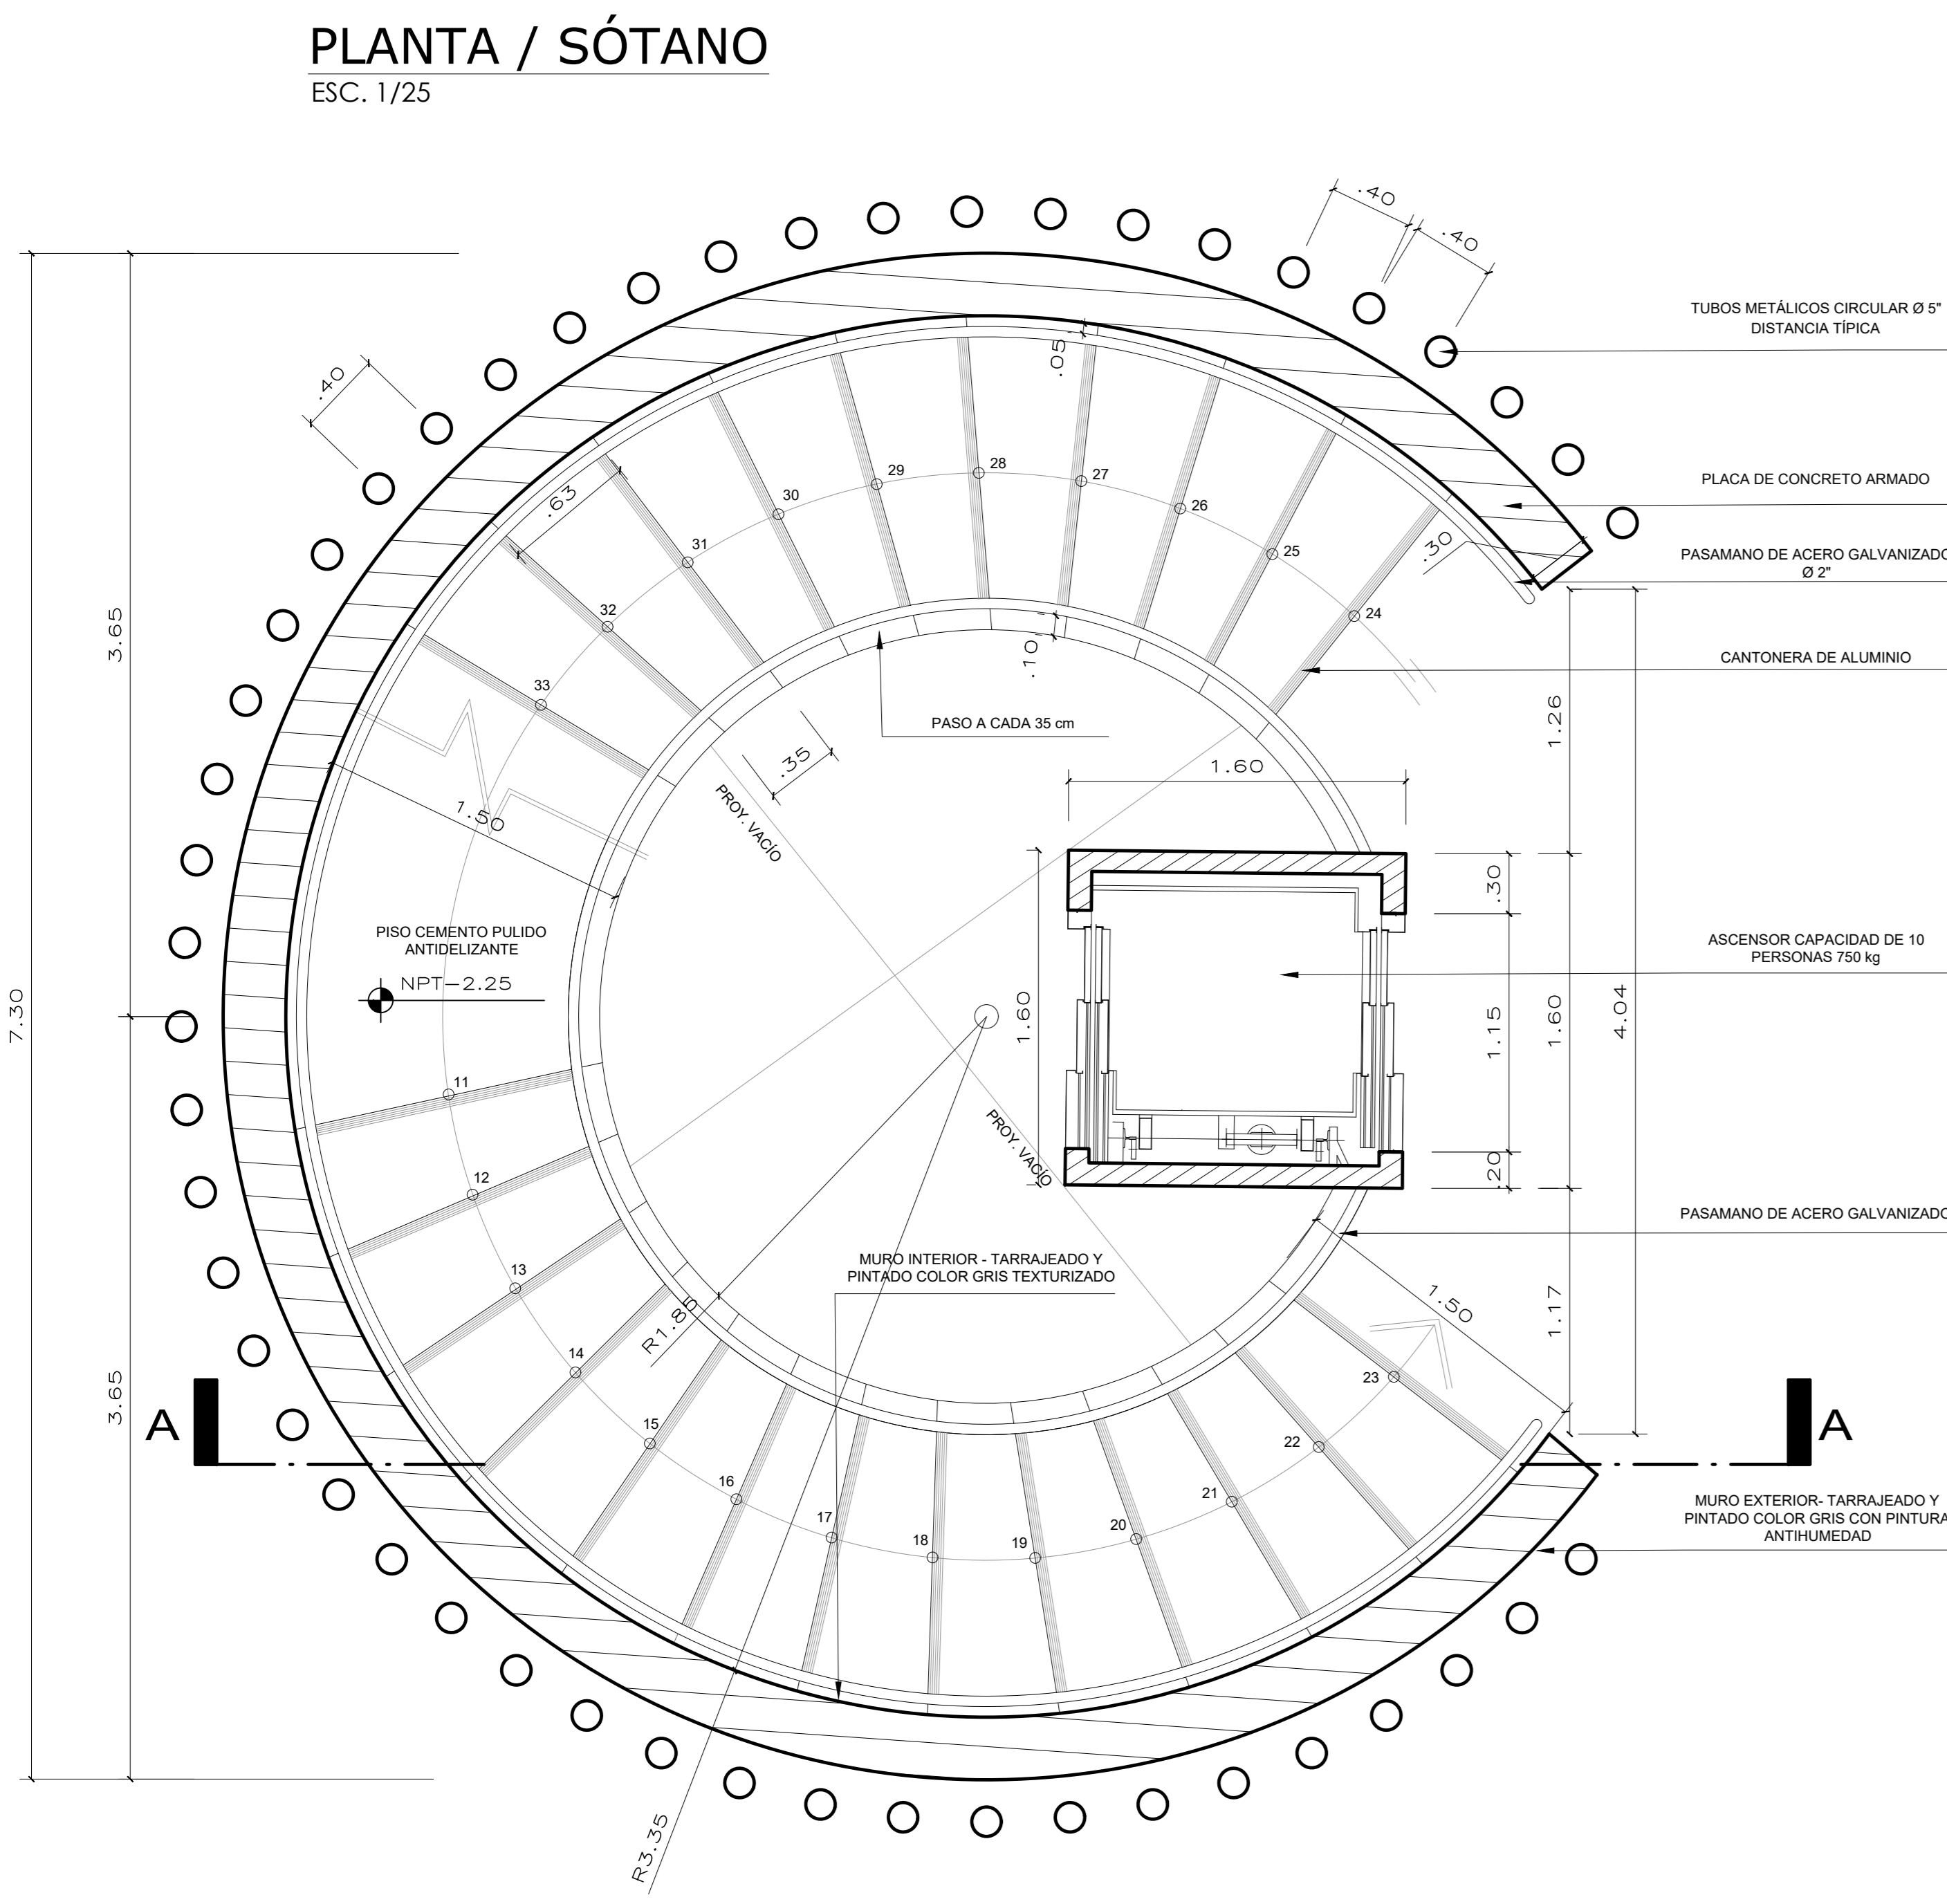 PLANTA / SÓTANO
ESC. 1/25
.40
.40
TUBOS METÁLICOS CIRCULAR Ø 5"
DISTANCIA TÍPICA
.05
.40
29
28
27
PLACA DE CONCRETO ARMADO
.63
30
26
31
25
.30
PASAMANO DE ACERO GALVANIZADO
Ø 2"
32
24
3.65
.10
CANTONERA DE ALUMINIO
33
1.26
PASO A CADA 35 cm
.35
1.60
PROY. VACÍO
1.50
.30
PISO CEMENTO PULIDO
ANTIDELIZANTE
NPT-2.25
ASCENSOR CAPACIDAD DE 10
PERSONAS 750 kg
7.30
1.60
1.15
1.60
4.04
11
PROY. VACÍO
.20
12
PASAMANO DE ACERO GALVANIZADO
MURO INTERIOR - TARRAJEADO Y
PINTADO COLOR GRIS TEXTURIZADO
13
R1.85
1.50
1.17
14
23
3.65
A
A
15
22
16
21
17
20
18
19
MURO EXTERIOR- TARRAJEADO Y
PINTADO COLOR GRIS CON PINTURA
ANTIHUMEDAD
R3.35